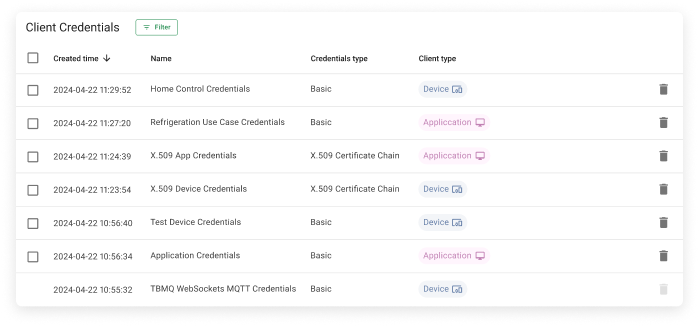 Client Credentials Filter
Created time Name Credentials type Client type
2024-04-22 11:29:52 Home Control Credentials Basic Device
2024-04-22 11:27:20 Refrigeration Use Case Credentials Basic Appliccation
2024-04-22 11:24:39 X.509 App Credentials X.509 Certificate Chain Appliccation
2024-04-22 11:23:54 X.509 Device Credentials X.509 Certificate Chain Device
2024-04-22 10:56:40 Test Device Credentials Basic Device
2024-04-22 10:56:34 Application Credentials Basic Appliccation
2024-04-22 10:55:32 TBMQ WebSockets MQTT Credentials Basic Device